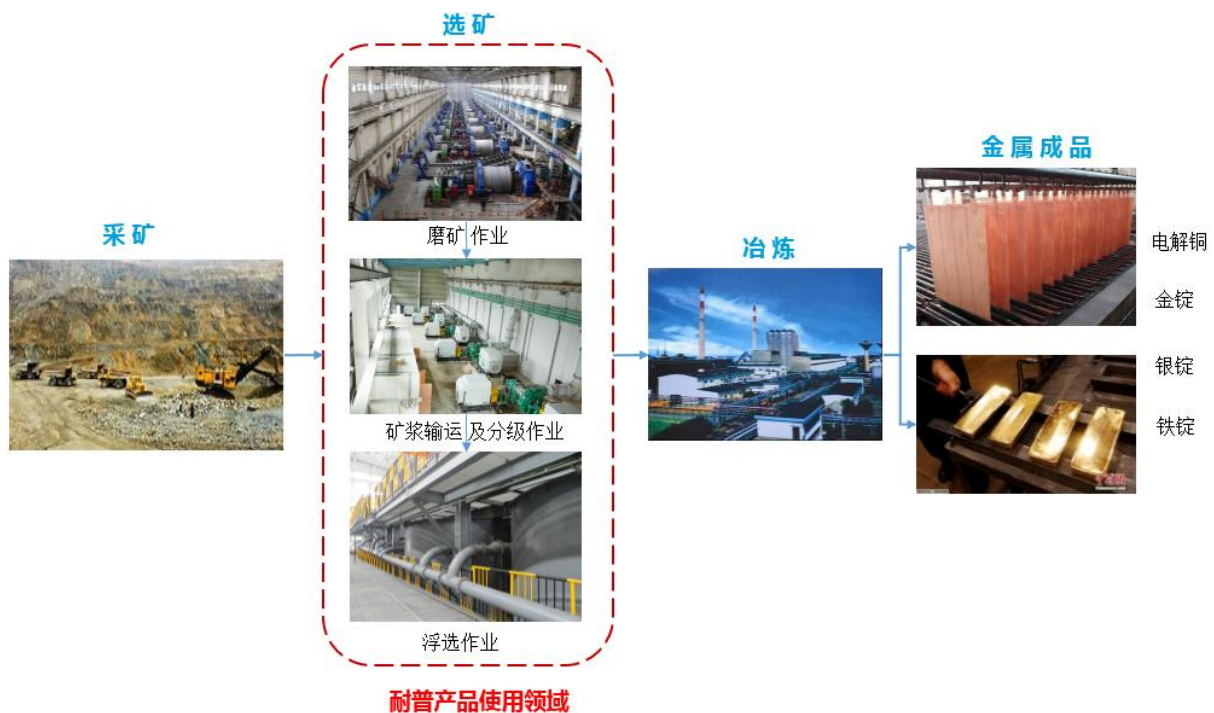 选矿
磨矿作业
采矿
矿浆输运及分级作业
浮选作业
耐普产品使用领域
冶炼
金属成品
电解铜
金锭
银锭
铁锭